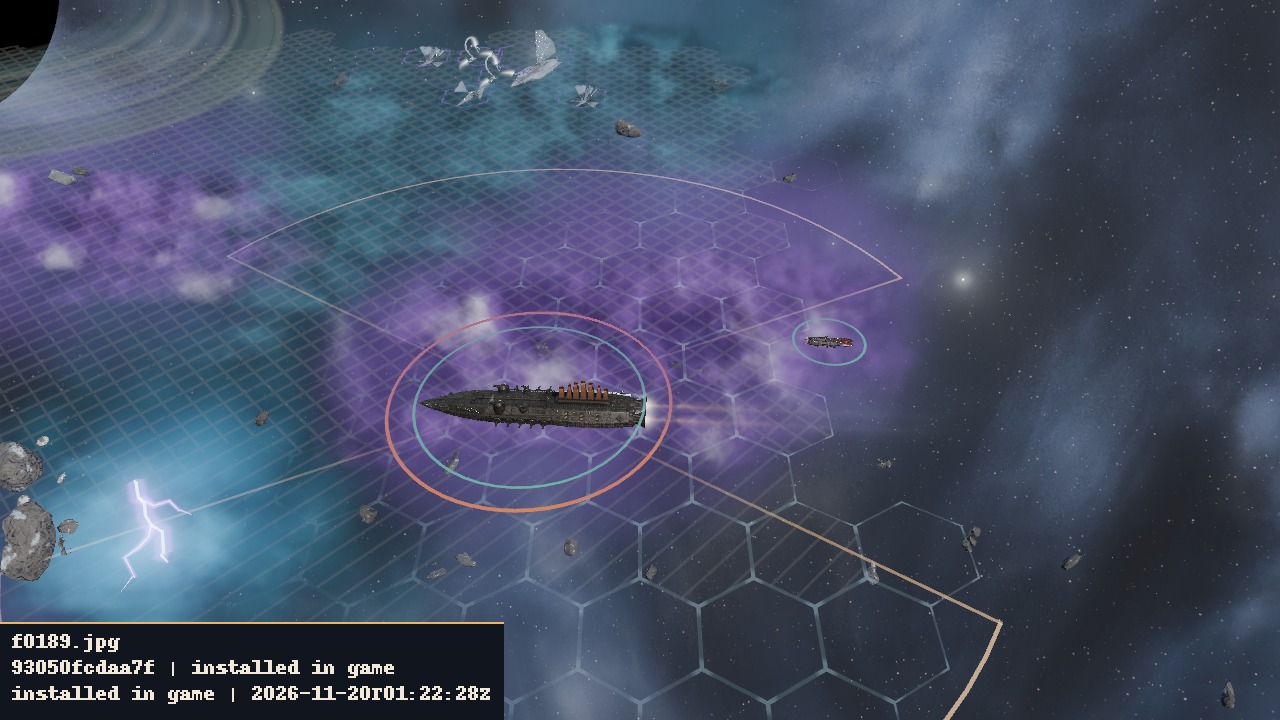 f0189.jpg
93050fcdaa7f | installed in game
installed in game | 2026-11-20T01:22:28Z